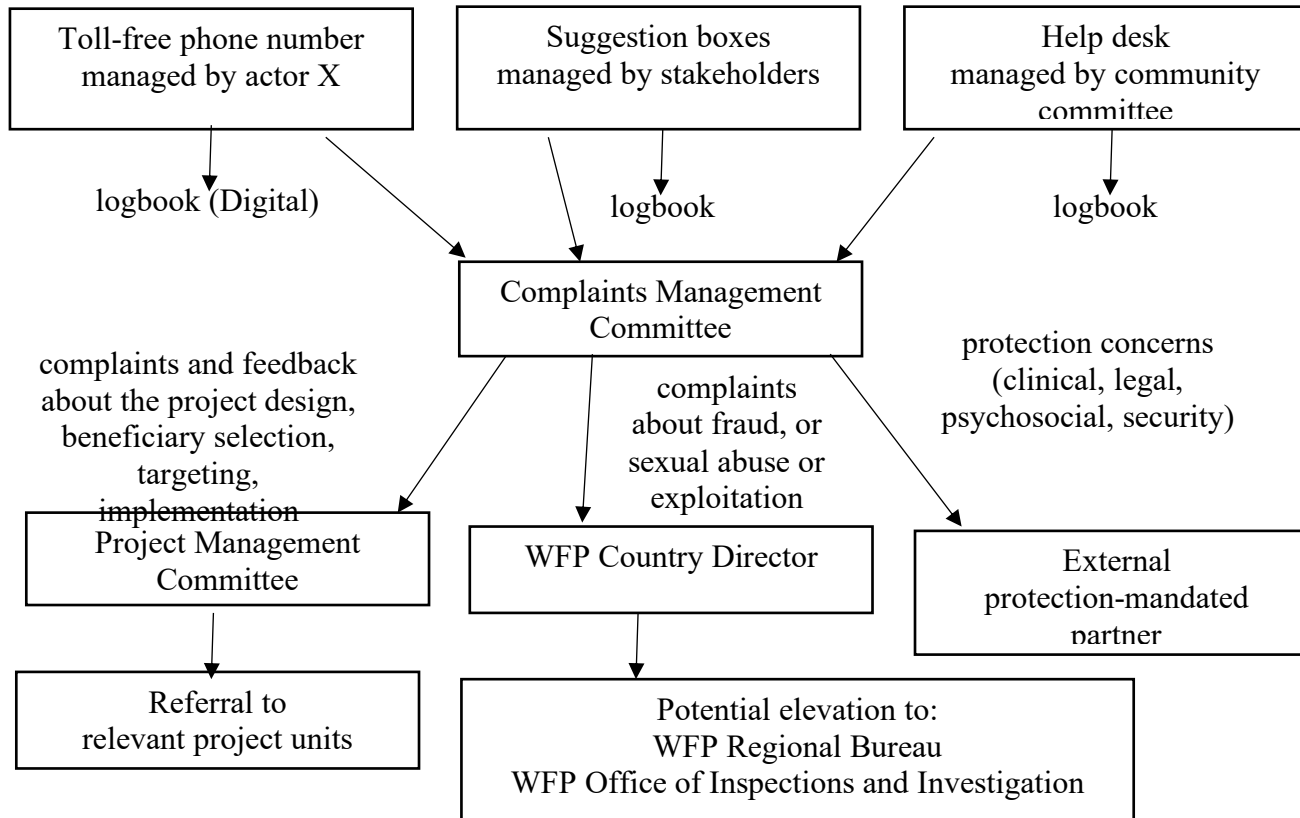 Toll-free phone number
managed by actor X
Suggestion boxes
managed by stakeholders
Help desk
managed by community
committee
logbook (Digital)
logbook
logbook
Complaints Management
Committee
complaints and feedback
about the project design,
beneficiary selection,
targeting,
implementation
complaints
about fraud, or
sexual abuse or
exploitation
protection concerns
(clinical, legal,
psychosocial, security)
Project Management
Committee
WFP Country Director
External
protection-mandated
partner
Referral to
relevant project units
Potential elevation to:
WFP Regional Bureau
WFP Office of Inspections and Investigation